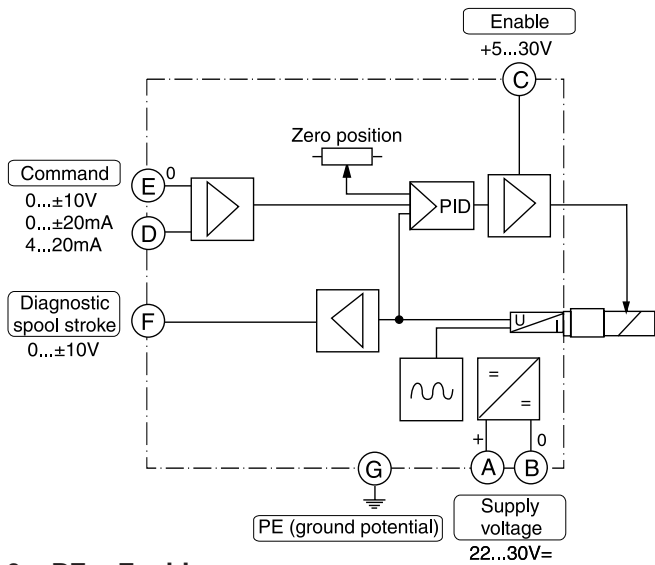 Enable
+5...30V
C
Zero position
Command
0...±10V
0...±20mA
4...20mA
E
0
D
PID
Diagnostic
spool stroke
0...±10V
F
U
I
=
=
+
0
A
B
G
PE (ground potential)
Supply
voltage
22...30V=